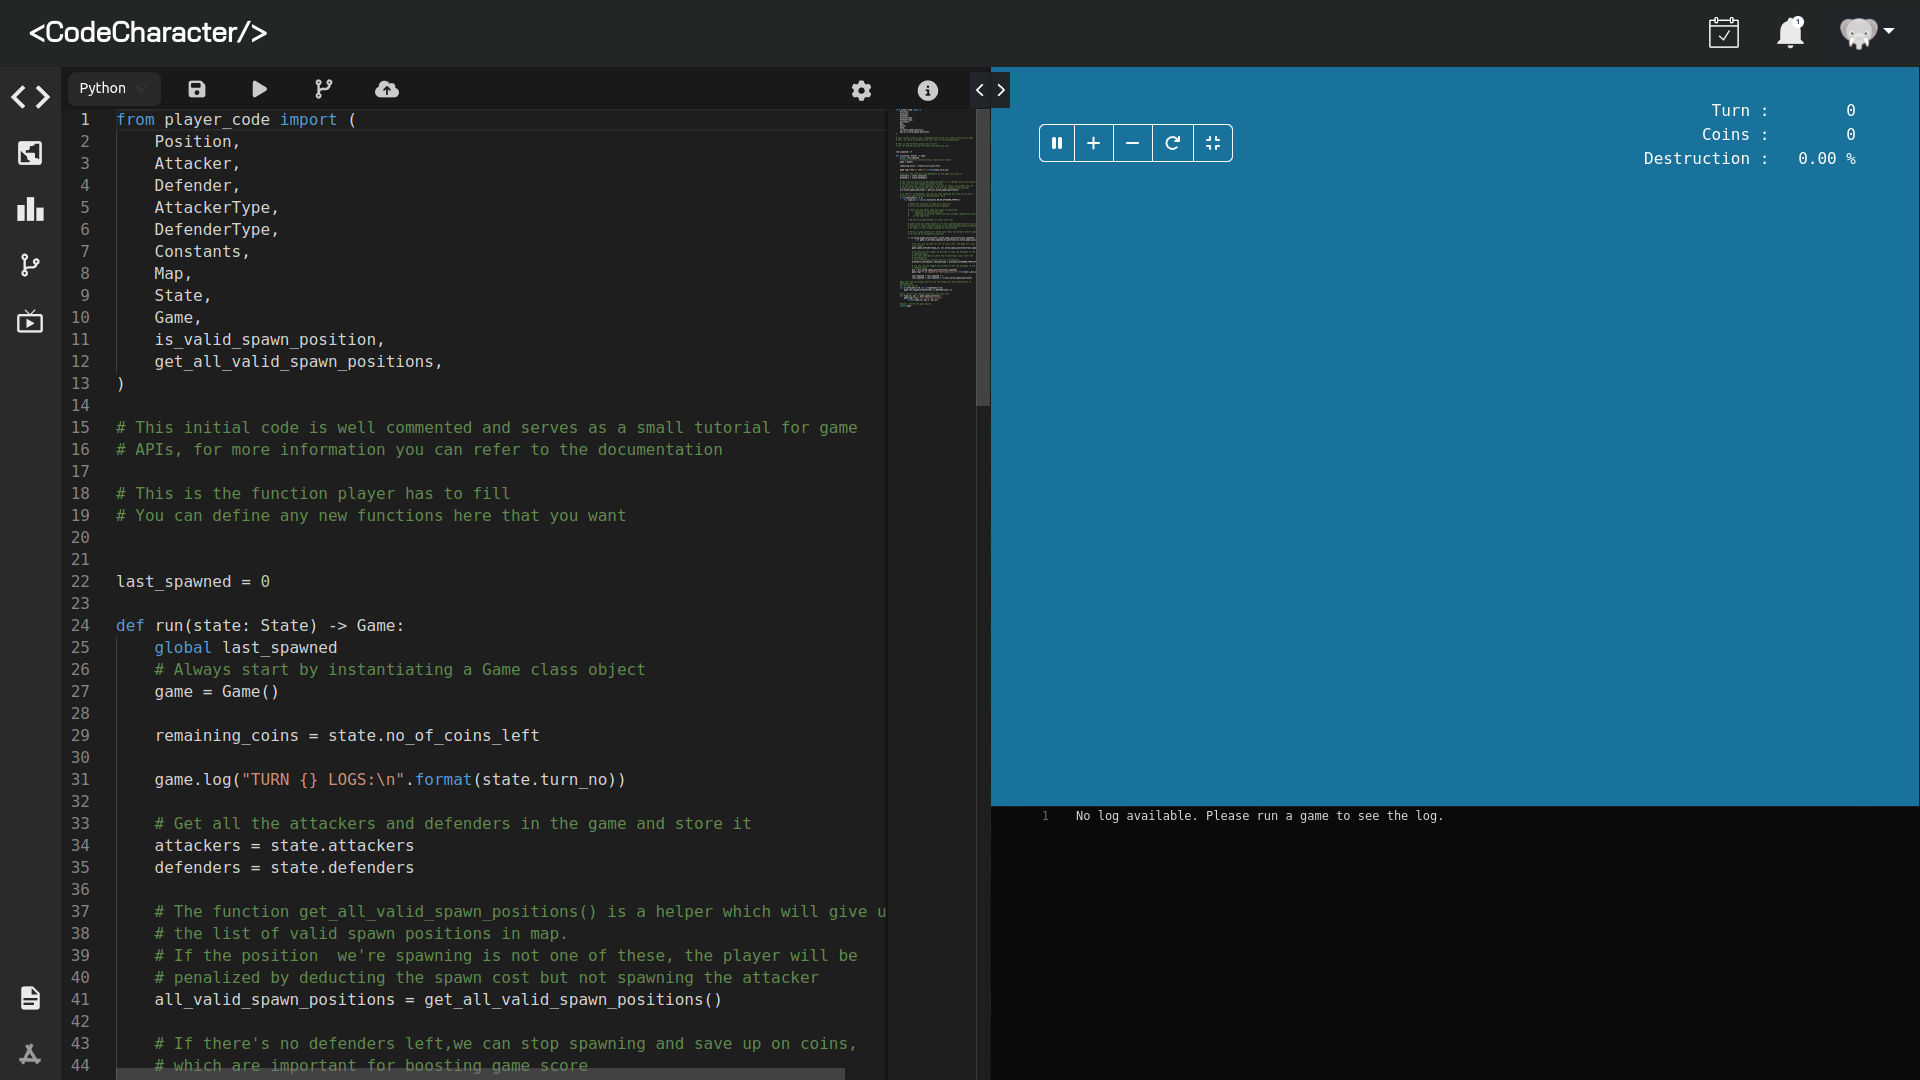 <CodeCharacter/>
1
Python
1 from player_code import (
2     Position,
3     Attacker,
4     Defender,
5     AttackerType,
6     DefenderType,
7     Constants,
8     Map,
9     State,
10     Game,
11     is_valid_spawn_position,
12     get_all_valid_spawn_positions,
13 )
14
15 # This initial code is well commented and serves as a small tutorial for game
16 # APIs, for more information you can refer to the documentation
17
18 # This is the function player has to fill
19 # You can define any new functions here that you want
20
21
22 last_spawned = 0
23
24 def run(state: State) -> Game:
25     global last_spawned
26     # Always start by instantiating a Game class object
27     game = Game()
28
29     remaining_coins = state.no_of_coins_left
30
31     game.log("TURN {} LOGS:\n".format(state.turn_no))
32
33     # Get all the attackers and defenders in the game and store it
34     attackers = state.attackers
35     defenders = state.defenders
36
37     # The function get_all_valid_spawn_positions() is a helper which will give u
38     # the list of valid spawn positions in map.
39     # If the position  we're spawning is not one of these, the player will be
40     # penalized by deducting the spawn cost but not spawning the attacker
41     all_valid_spawn_positions = get_all_valid_spawn_positions()
42
43     # If there's no defenders left,we can stop spawning and save up on coins,
44     # which are important for boosting game score
Turn : 0
Coins : 0
Destruction : 0.00 %
1 No log available. Please run a game to see the log.